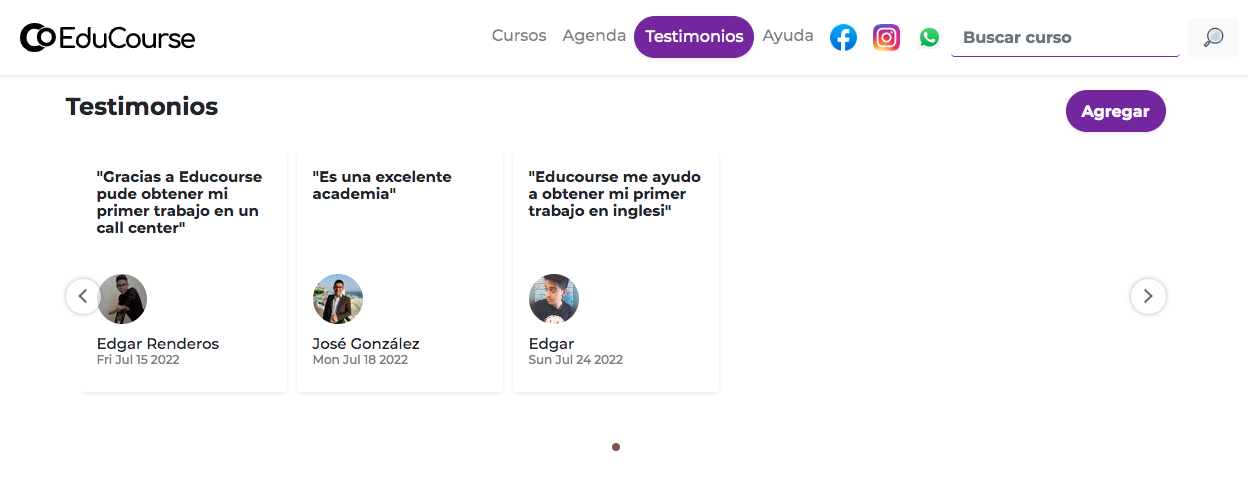 EduCourse
Cursos Agenda Testimonios Ayuda Buscar curso
Testimonios
Agregar
"Gracias a Educourse
pude obtener mi
primer trabajo en un
call center"
Edgar Renderos
Fri Jul 15 2022
"Es una excelente
academia"
José González
Mon Jul 18 2022
"Educourse me ayudo
a obtener mi primer
trabajo en inglesi"
Edgar
Sun Jul 24 2022